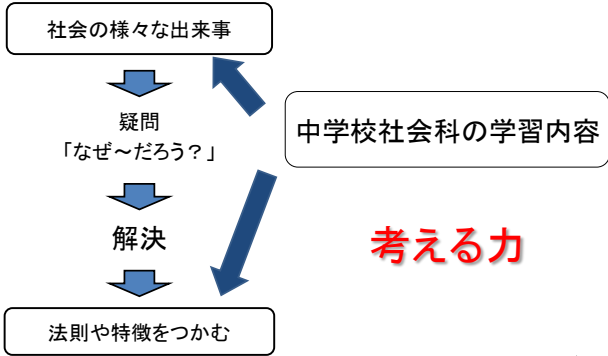 社会の様々な出来事
疑問
「なぜ～だろう？」
解決
法則や特徴をつかむ
中学校社会科の学習内容
考える力